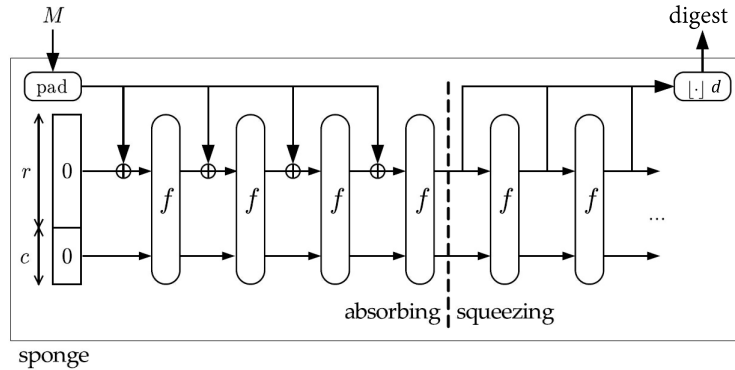 M
digest
pad
⌊·⌋ d
r
0
f
f
f
f
f
f
c
0
...
absorbing
squeezing
sponge